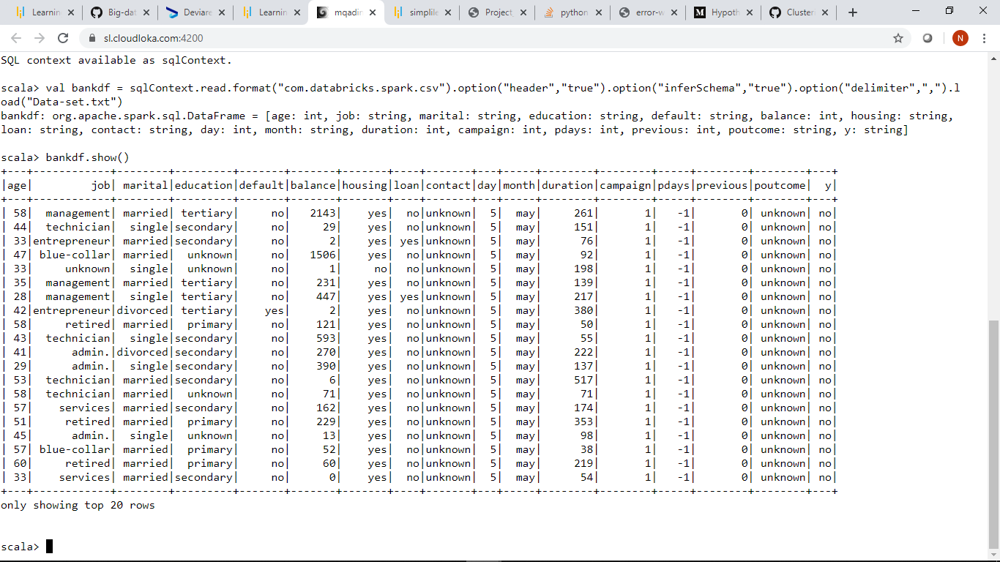 Learnin
Big-dat
Deviare
Learnin
mqadir
simplile
Project_
python
error-w
Hypoth
Cluster
sl.cloudloka.com:4200
N
SQL context available as sqlContext.
scala> val bankdf = sqlContext.read.format("com.databricks.spark.csv").option("header","true").option("inferSchema","true").option("delimiter",",").l
oad("Data-set.txt")
bankdf: org.apache.spark.sql.DataFrame = [age: int, job: string, marital: string, education: string, default: string, balance: int, housing: string,
loan: string, contact: string, day: int, month: string, duration: int, campaign: int, pdays: int, previous: int, poutcome: string, y: string]
scala> bankdf.show()
+---+------------+--------+---------+-------+-------+-------+----+-------+---+-----+--------+--------+-----+--------+--------+---+
|age|         job| marital|education|default|balance|housing|loan|contact|day|month|duration|campaign|pdays|previous|poutcome|  y|
+---+------------+--------+---------+-------+-------+-------+----+-------+---+-----+--------+--------+-----+--------+--------+---+
| 58|  management| married| tertiary|     no|   2143|    yes|  no|unknown|  5|  may|     261|       1|   -1|       0| unknown| no|
| 44|  technician|  single|secondary|     no|     29|    yes|  no|unknown|  5|  may|     151|       1|   -1|       0| unknown| no|
| 33|entrepreneur| married|secondary|     no|      2|    yes| yes|unknown|  5|  may|      76|       1|   -1|       0| unknown| no|
| 47| blue-collar| married|  unknown|     no|   1506|    yes|  no|unknown|  5|  may|      92|       1|   -1|       0| unknown| no|
| 33|     unknown|  single|  unknown|     no|      1|     no|  no|unknown|  5|  may|     198|       1|   -1|       0| unknown| no|
| 35|  management| married| tertiary|     no|    231|    yes|  no|unknown|  5|  may|     139|       1|   -1|       0| unknown| no|
| 28|  management|  single| tertiary|     no|    447|    yes| yes|unknown|  5|  may|     217|       1|   -1|       0| unknown| no|
| 42|entrepreneur|divorced| tertiary|    yes|      2|    yes|  no|unknown|  5|  may|     380|       1|   -1|       0| unknown| no|
| 58|     retired| married|  primary|     no|    121|    yes|  no|unknown|  5|  may|      50|       1|   -1|       0| unknown| no|
| 43|  technician|  single|secondary|     no|    593|    yes|  no|unknown|  5|  may|      55|       1|   -1|       0| unknown| no|
| 41|      admin.|divorced|secondary|     no|    270|    yes|  no|unknown|  5|  may|     222|       1|   -1|       0| unknown| no|
| 29|      admin.|  single|secondary|     no|    390|    yes|  no|unknown|  5|  may|     137|       1|   -1|       0| unknown| no|
| 53|  technician| married|secondary|     no|      6|    yes|  no|unknown|  5|  may|     517|       1|   -1|       0| unknown| no|
| 58|  technician| married|  unknown|     no|     71|    yes|  no|unknown|  5|  may|      71|       1|   -1|       0| unknown| no|
| 57|    services| married|secondary|     no|    162|    yes|  no|unknown|  5|  may|     174|       1|   -1|       0| unknown| no|
| 51|     retired| married|  primary|     no|    229|    yes|  no|unknown|  5|  may|     353|       1|   -1|       0| unknown| no|
| 45|      admin.|  single|  unknown|     no|     13|    yes|  no|unknown|  5|  may|      98|       1|   -1|       0| unknown| no|
| 57| blue-collar| married|  primary|     no|     52|    yes|  no|unknown|  5|  may|      38|       1|   -1|       0| unknown| no|
| 60|     retired| married|  primary|     no|     60|    yes|  no|unknown|  5|  may|     219|       1|   -1|       0| unknown| no|
| 33|    services| married|secondary|     no|      0|    yes|  no|unknown|  5|  may|      54|       1|   -1|       0| unknown| no|
+---+------------+--------+---------+-------+-------+-------+----+-------+---+-----+--------+--------+-----+--------+--------+---+
only showing top 20 rows
scala>